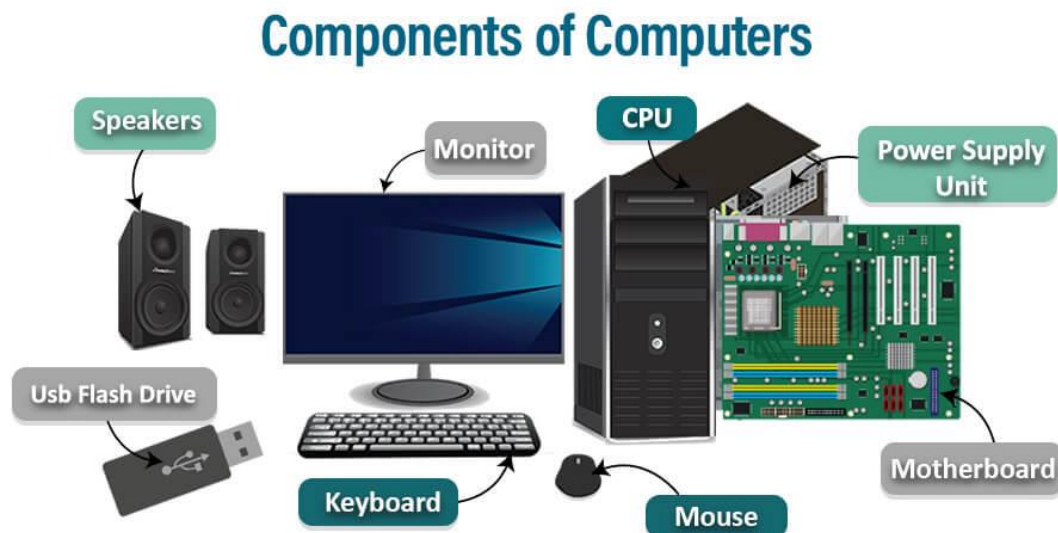 Components of Computers
Speakers
Monitor
CPU
Power Supply
Unit
Usb Flash Drive
Keyboard
Mouse
Motherboard